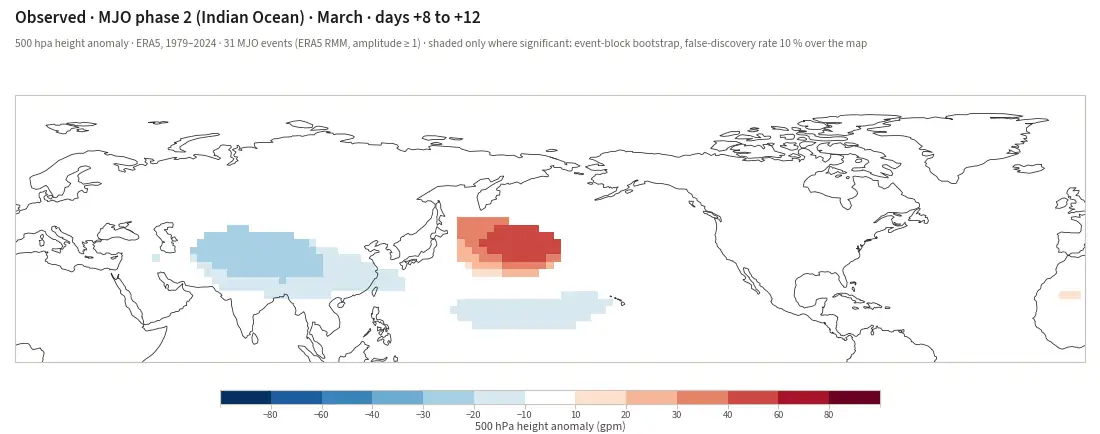 Observed · MJO phase 2 (Indian Ocean) · March · days +8 to +12
500 hpa height anomaly · ERA5, 1979–2024 · 31 MJO events (ERA5 RMM, amplitude ≥ 1) · shaded only where significant: event-block bootstrap, false-discovery rate 10 % over the map
−80 −60 −40 −30 −20 −10 10 20 30 40 60 80
500 hpa height anomaly (gpm)